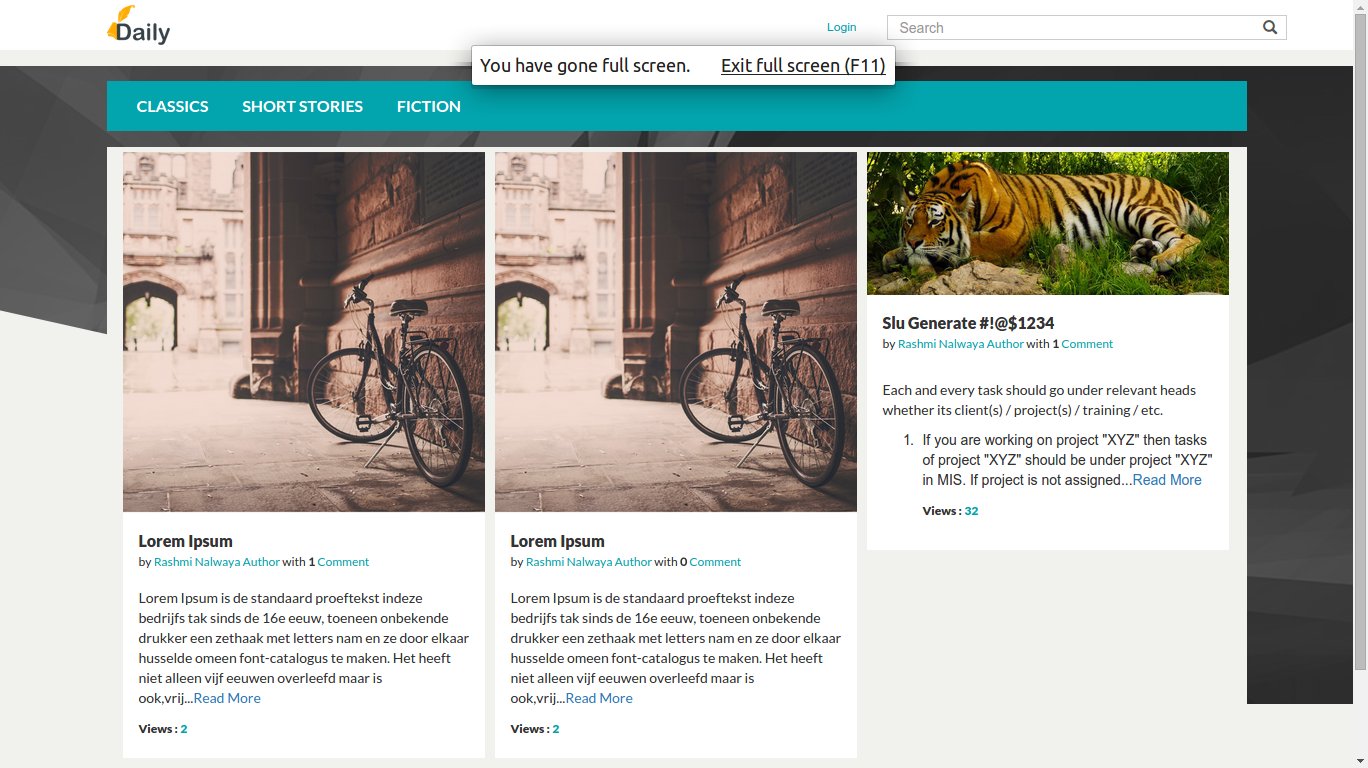 Daily
Login
Search
You have gone full screen. Exit full screen (F11)
CLASSICS SHORT STORIES FICTION
Lorem Ipsum
by Rashmi Nalwaya Author with 1 Comment
Lorem Ipsum is de standaard proeftekst indeze
bedrijfs tak sinds de 16e eeuw, toeneen onbekende
drukker een zethaak met letters nam en ze door elkaar
husselde omeen font-catalogus te maken. Het heeft
niet alleen vijf eeuwen overleefd maar is
ook,vrij...Read More
Views : 2
Lorem Ipsum
by Rashmi Nalwaya Author with 0 Comment
Lorem Ipsum is de standaard proeftekst indeze
bedrijfs tak sinds de 16e eeuw, toeneen onbekende
drukker een zethaak met letters nam en ze door elkaar
husselde omeen font-catalogus te maken. Het heeft
niet alleen vijf eeuwen overleefd maar is
ook,vrij...Read More
Views : 2
Slu Generate #!@$1234
by Rashmi Nalwaya Author with 1 Comment
Each and every task should go under relevant heads
whether its client(s) / project(s) / training / etc.
1. If you are working on project "XYZ" then tasks
of project "XYZ" should be under project "XYZ"
in MIS. If project is not assigned...Read More
Views : 32